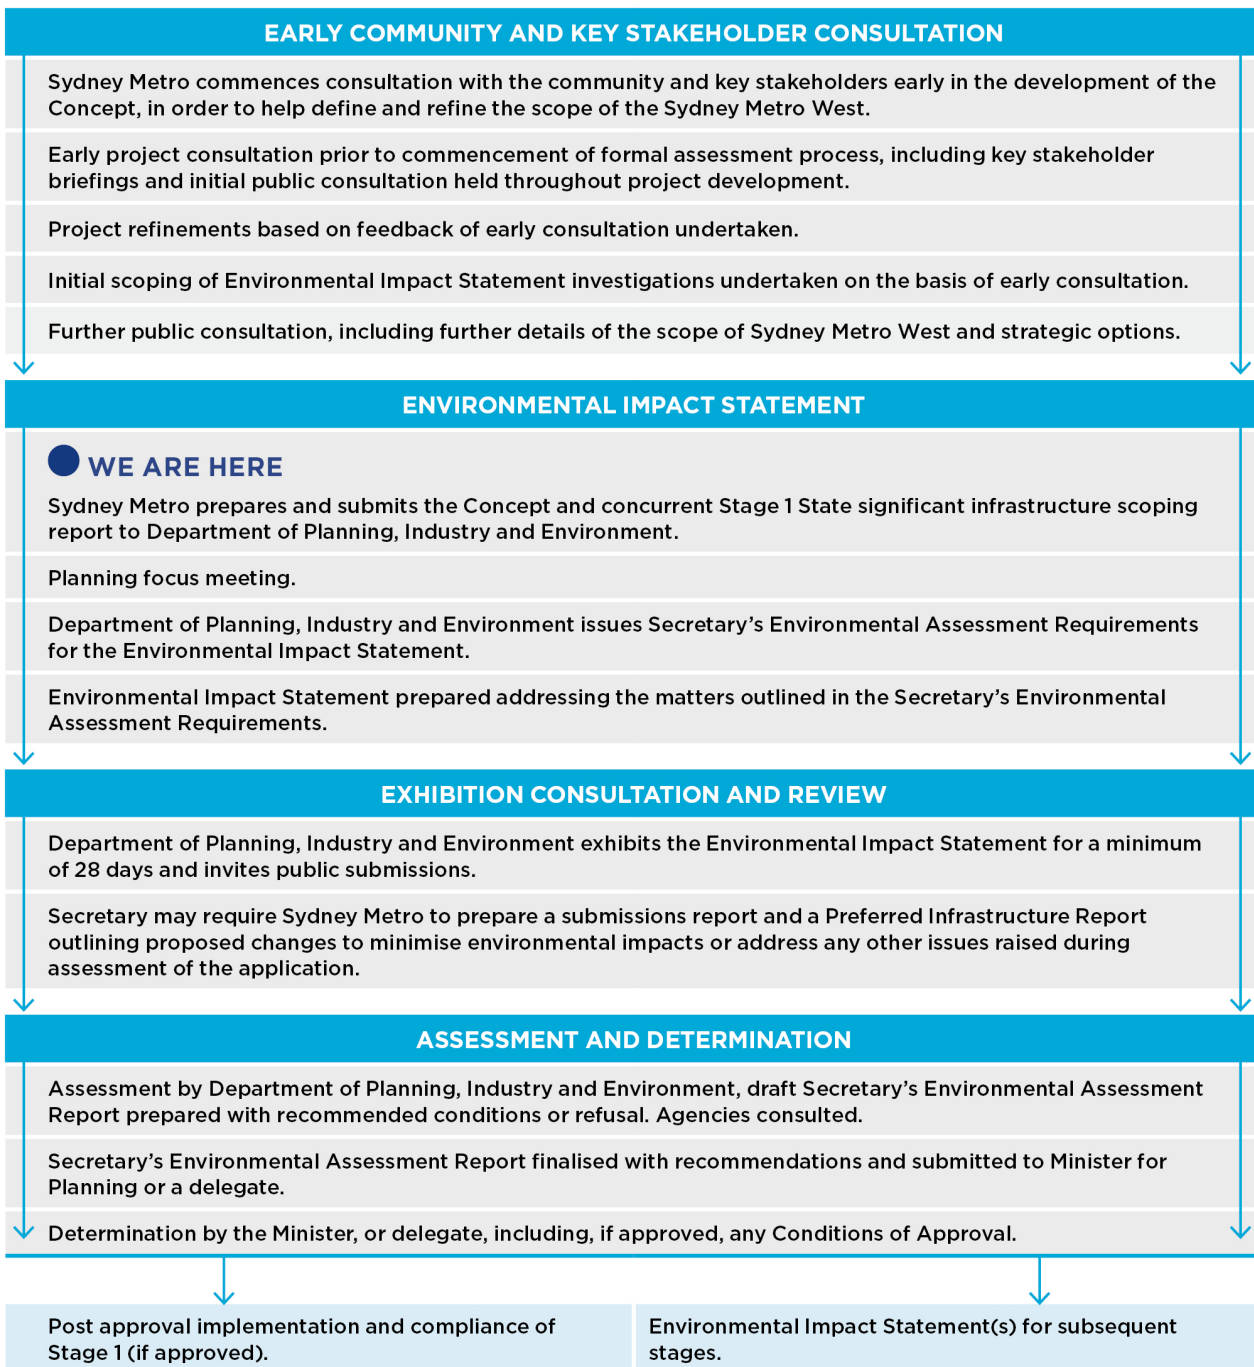 EARLY COMMUNITY AND KEY STAKEHOLDER CONSULTATION
Sydney Metro commences consultation with the community and key stakeholders early in the development of the
Concept, in order to help define and refine the scope of the Sydney Metro West.
Early project consultation prior to commencement of formal assessment process, including key stakeholder
briefings and initial public consultation held throughout project development.
Project refinements based on feedback of early consultation undertaken.
Initial scoping of Environmental Impact Statement investigations undertaken on the basis of early consultation.
Further public consultation, including further details of the scope of Sydney Metro West and strategic options.
ENVIRONMENTAL IMPACT STATEMENT
WE ARE HERE
Sydney Metro prepares and submits the Concept and concurrent Stage 1 State significant infrastructure scoping
report to Department of Planning, Industry and Environment.
Planning focus meeting.
Department of Planning, Industry and Environment issues Secretary’s Environmental Assessment Requirements
for the Environmental Impact Statement.
Environmental Impact Statement prepared addressing the matters outlined in the Secretary’s Environmental
Assessment Requirements.
EXHIBITION CONSULTATION AND REVIEW
Department of Planning, Industry and Environment exhibits the Environmental Impact Statement for a minimum
of 28 days and invites public submissions.
Secretary may require Sydney Metro to prepare a submissions report and a Preferred Infrastructure Report
outlining proposed changes to minimise environmental impacts or address any other issues raised during
assessment of the application.
ASSESSMENT AND DETERMINATION
Assessment by Department of Planning, Industry and Environment, draft Secretary’s Environmental Assessment
Report prepared with recommended conditions or refusal. Agencies consulted.
Secretary’s Environmental Assessment Report finalised with recommendations and submitted to Minister for
Planning or a delegate.
Determination by the Minister, or delegate, including, if approved, any Conditions of Approval.
Post approval implementation and compliance of
Stage 1 (if approved).
Environmental Impact Statement(s) for subsequent
stages.